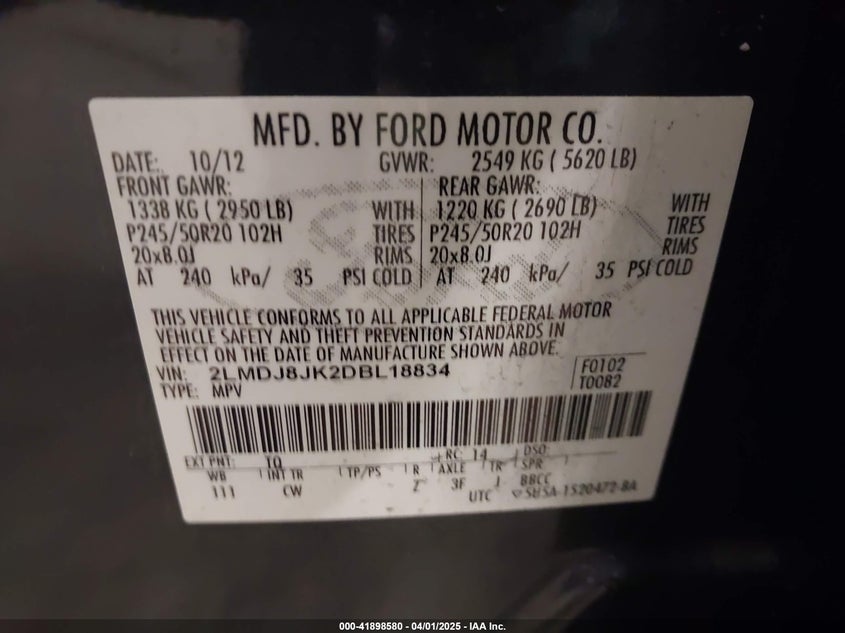 MFD. BY FORD MOTOR CO.
DATE: 10/12 GVWR: 2549 KG ( 5620 LB)
FRONT GAWR: REAR GAWR:
1338 KG ( 2950 LB) WITH 1220 KG ( 2690 LB) WITH
P245/50R20 102H TIRES P245/50R20 102H TIRES
20x8.0J RIMS 20x8.0J RIMS
AT 240 kPa/ 35 PSI COLD AT 240 kPa/ 35 PSI COLD
THIS VEHICLE CONFORMS TO ALL APPLICABLE FEDERAL MOTOR
VEHICLE SAFETY AND THEFT PREVENTION STANDARDS IN
EFFECT ON THE DATE OF MANUFACTURE SHOWN ABOVE.
VIN: 2LMDJ8JK2DBL18834 F0102
TYPE: MPV T0082
EXT PNT: TQ RC: 14 DSO:
WB INT TR TP/PS R AXLE TR SPR
111 CW 3F J BBCC
UTC
000-41898580 - 04/01/2025 - IAA Inc.